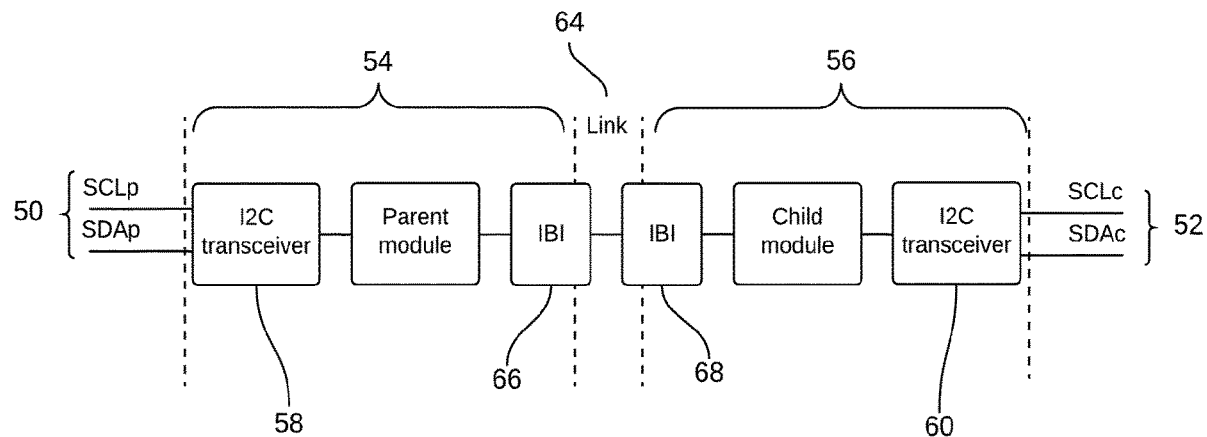 64
54
56
Link
50
SCLp
SDAp
I2C
transceiver
Parent
module
IBI
IBI
Child
module
I2C
transceiver
SCLc
SDAc
52
66
68
58
60